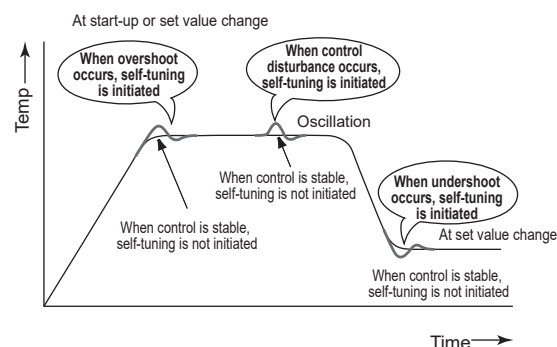 At start-up or set value change
Temp
When overshoot
occurs, self-tuning
is initiated
When control
disturbance occurs,
self-tuning is initiated
Oscillation
When control is stable,
self-tuning is not initiated
When control is stable,
self-tuning is not initiated
When undershoot
occurs, self-tuning
is initiated
At set value change
When control is stable,
self-tuning is not initiated
Time